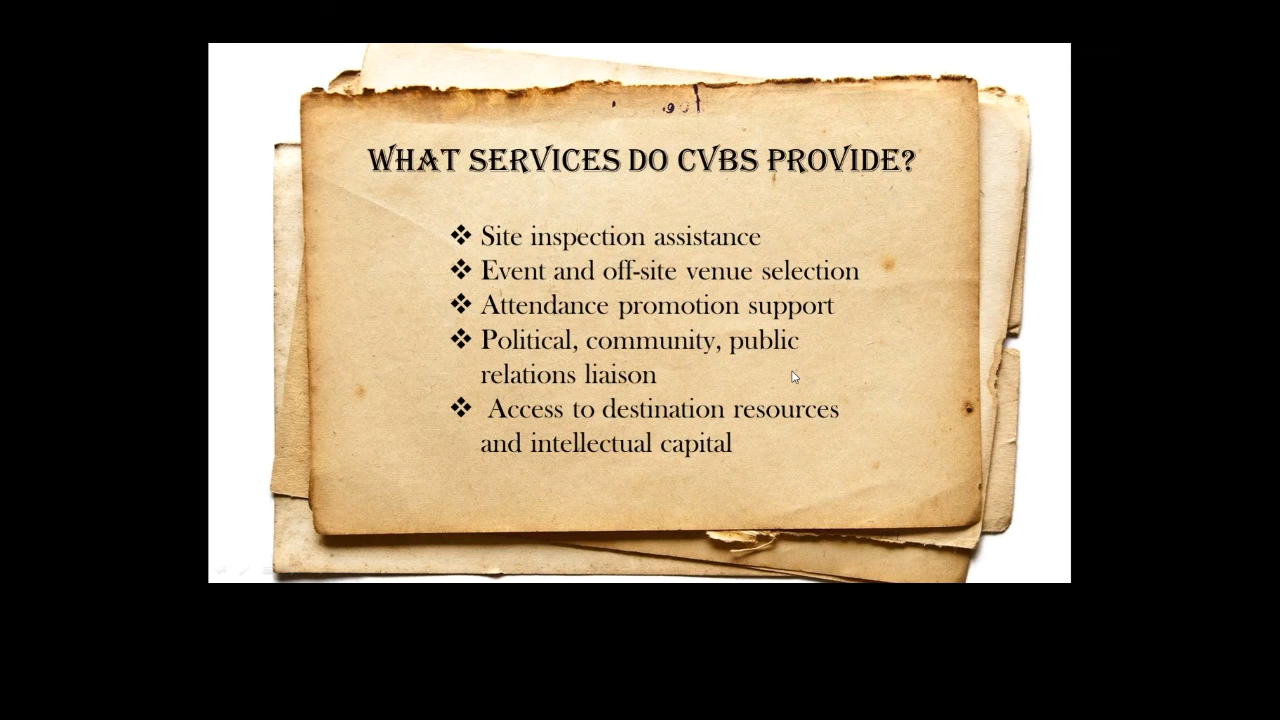 WHAT SERVICES DO CVBS PROVIDE?
❖ Site inspection assistance
❖ Event and off-site venue selection
❖ Attendance promotion support
❖ Political, community, public
relations liaison
❖ Access to destination resources
and intellectual capital